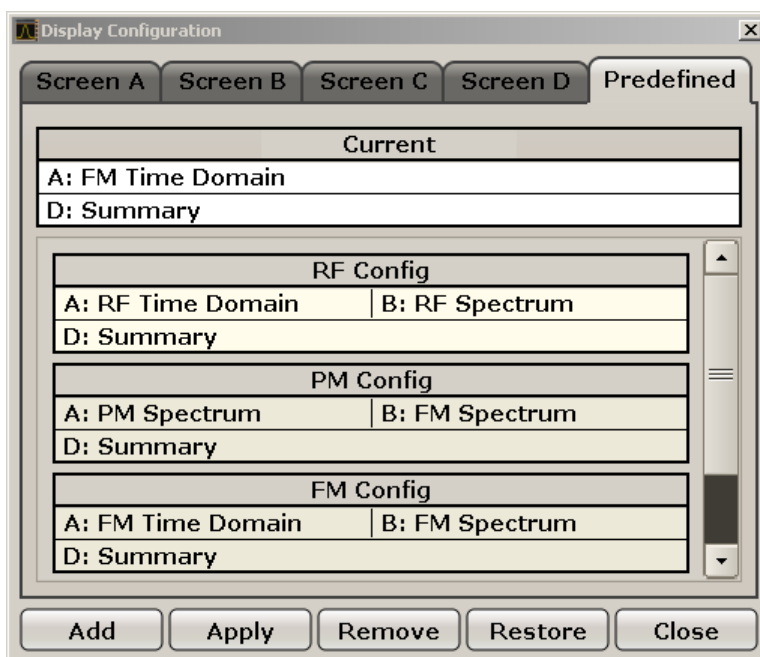 Display Configuration
Screen A Screen B Screen C Screen D Predefined
Current
A: FM Time Domain
D: Summary
RF Config
A: RF Time Domain B: RF Spectrum
D: Summary
PM Config
A: PM Spectrum B: FM Spectrum
D: Summary
FM Config
A: FM Time Domain B: FM Spectrum
D: Summary
Add Apply Remove Restore Close